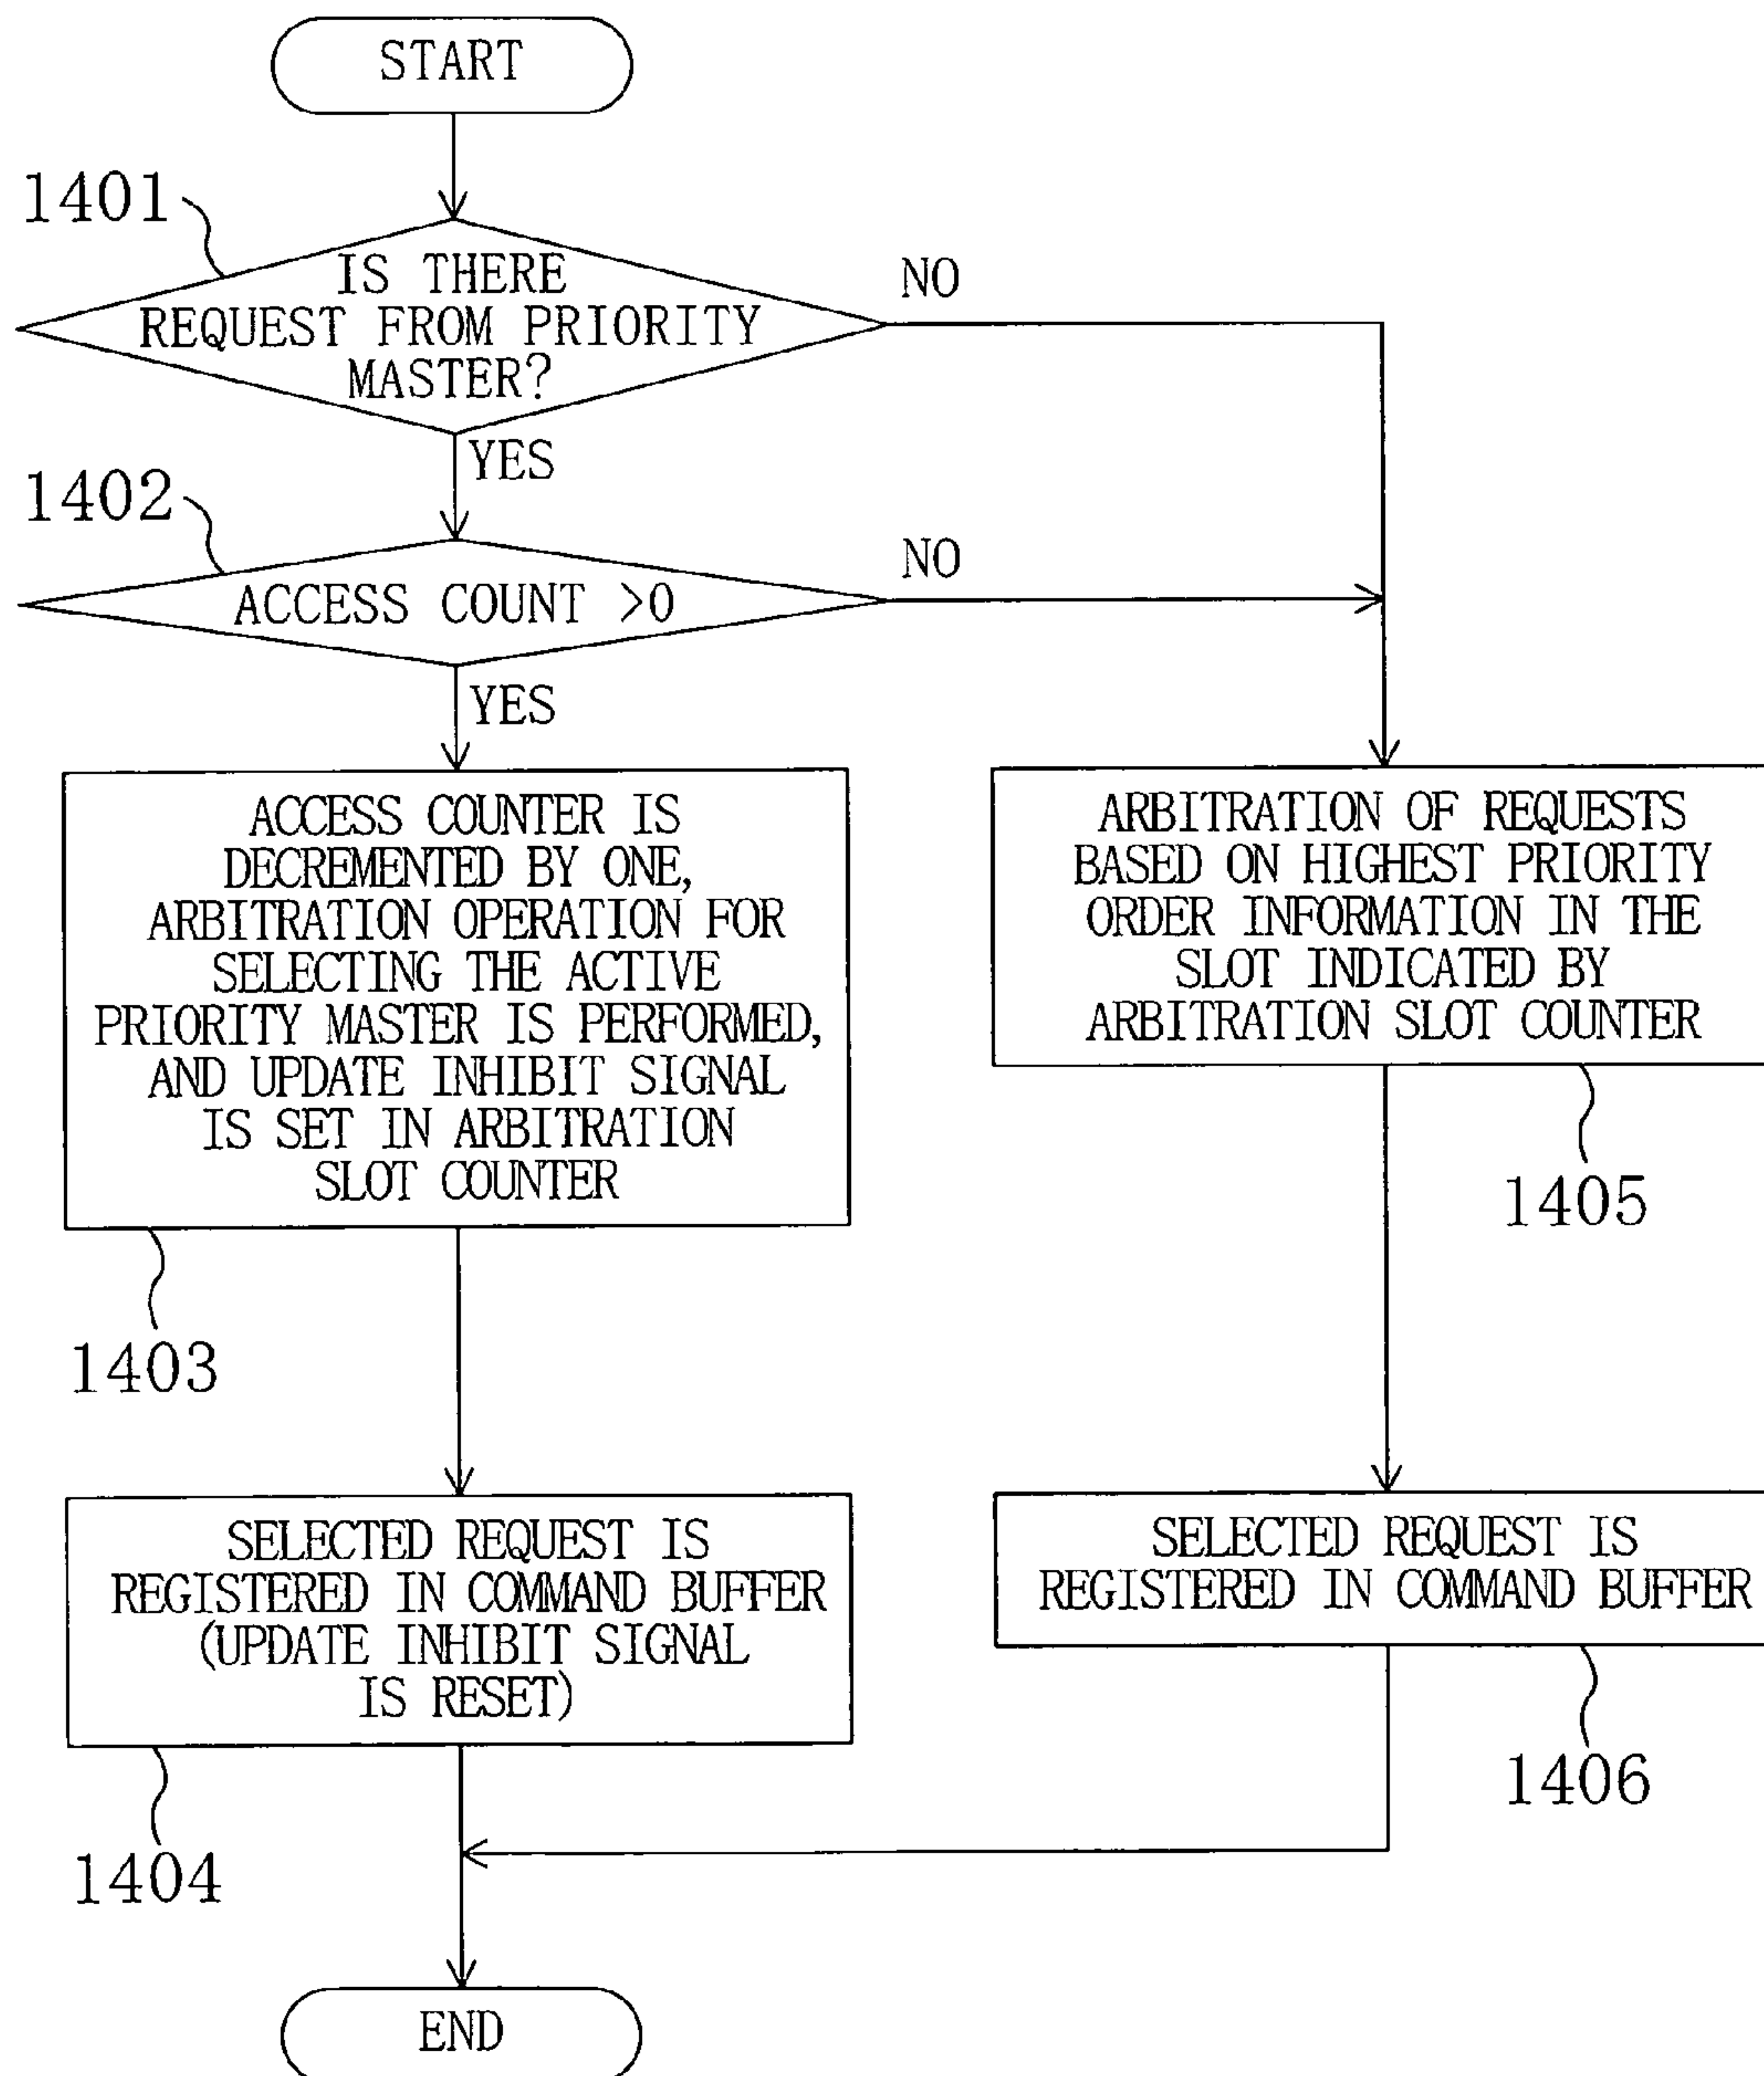 START
1401
IS THERE
REQUEST FROM PRIORITY
MASTER?
NO
YES
1402
ACCESS COUNT >0
NO
YES
ACCESS COUNTER IS
DECREMENTED BY ONE,
ARBITRATION OPERATION FOR
SELECTING THE ACTIVE
PRIORITY MASTER IS PERFORMED,
AND UPDATE INHIBIT SIGNAL
IS SET IN ARBITRATION
SLOT COUNTER
1403
ARBITRATION OF REQUESTS
BASED ON HIGHEST PRIORITY
ORDER INFORMATION IN THE
SLOT INDICATED BY
ARBITRATION SLOT COUNTER
1405
SELECTED REQUEST IS
REGISTERED IN COMMAND BUFFER
(UPDATE INHIBIT SIGNAL
IS RESET)
1404
SELECTED REQUEST IS
REGISTERED IN COMMAND BUFFER
1406
END